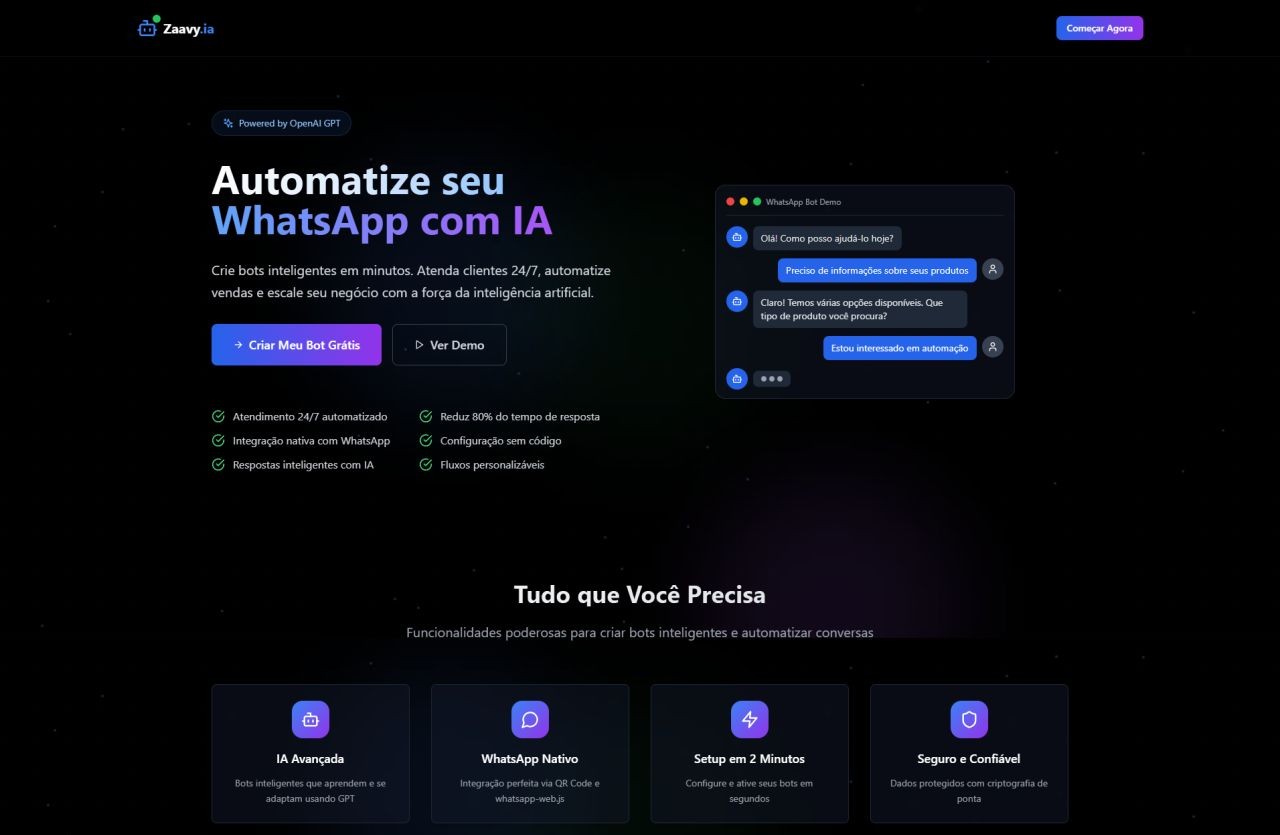 Zaavy.ia
Começar Agora
Powered by OpenAI GPT
Automatize seu
WhatsApp com IA
Crie bots inteligentes em minutos. Atenda clientes 24/7, automatize
vendas e escale seu negócio com a força da inteligência artificial.
Criar Meu Bot Grátis
Ver Demo
Atendimento 24/7 automatizado
Reduz 80% do tempo de resposta
Integração nativa com WhatsApp
Configuração sem código
Respostas inteligentes com IA
Fluxos personalizáveis
WhatsApp Bot Demo
Olá! Como posso ajudá-lo hoje?
Preciso de informações sobre seus produtos
Claro! Temos várias opções disponíveis. Que
tipo de produto você procura?
Estou interessado em automação
Tudo que Você Precisa
Funcionalidades poderosas para criar bots inteligentes e automatizar conversas
IA Avançada
Bots inteligentes que aprendem e se
adaptam usando GPT
WhatsApp Nativo
Integração perfeita via QR Code e
whatsapp-web.js
Setup em 2 Minutos
Configure e ative seus bots em
segundos
Seguro e Confiável
Dados protegidos com criptografia de
ponta